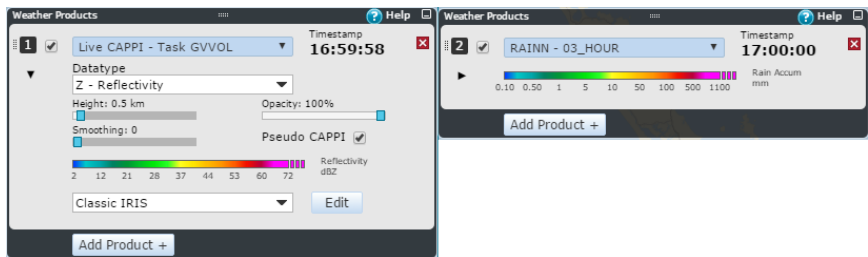 Weather Products
Help
1
Live CAPPI - Task GVVOL
Timestamp
16:59:58
Datatype
Z - Reflectivity
Height: 0.5 km
Opacity: 100%
Smoothing: 0
Pseudo CAPPI
Reflectivity
dBZ
2 12 21 28 37 44 53 60 72
Classic IRIS
Edit
Add Product +
Weather Products
Help
2
RAINN - 03_HOUR
Timestamp
17:00:00
Rain Accum
mm
0.10 0.50 1 5 10 50 100 500 1100
Add Product +